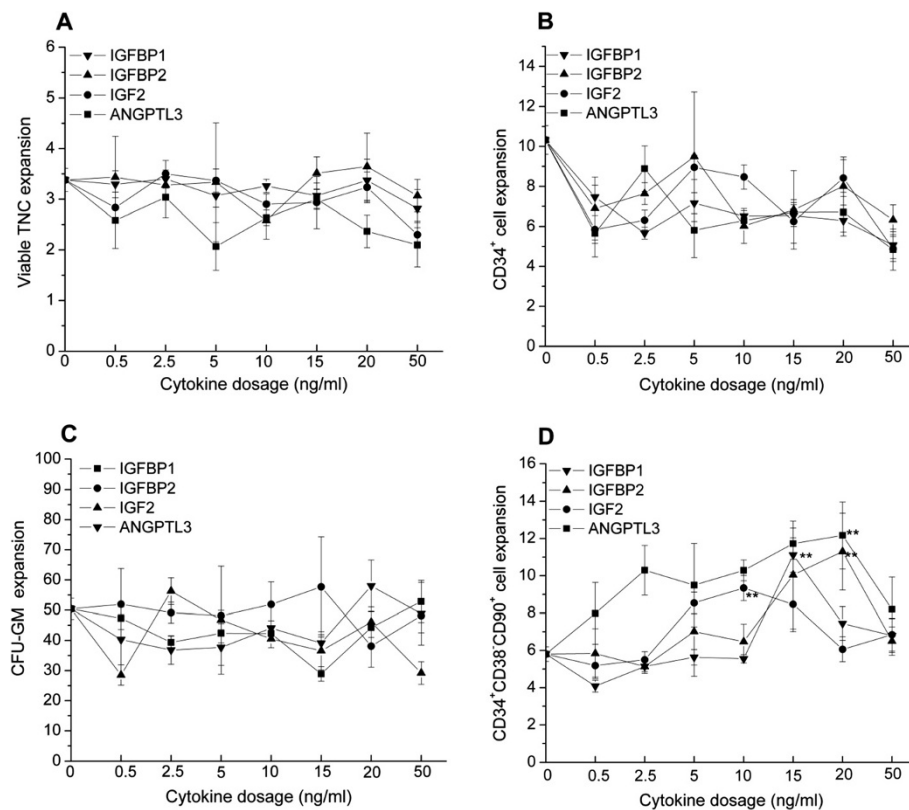 A
IGFBP1
IGFBP2
IGF2
ANGPTL3
Viable TNC expansion
6
5
4
3
2
1
0
0 0.5 2.5 5 10 15 20 50
Cytokine dosage (ng/ml)
B
IGFBP1
IGFBP2
IGF2
ANGPTL3
CD34+ cell expansion
14
12
10
8
6
4
2
0
0 0.5 2.5 5 10 15 20 50
Cytokine dosage (ng/ml)
C
IGFBP1
IGFBP2
IGF2
ANGPTL3
CFU-GM expansion
100
90
80
70
60
50
40
30
20
10
0
0 0.5 2.5 5 10 15 20 50
Cytokine dosage (ng/ml)
D
IGFBP1
IGFBP2
IGF2
ANGPTL3
CD34+CD38-CD90+ cell expansion
16
14
12
10
8
6
4
2
0
**
**
**
**
0 0.5 2.5 5 10 15 20 50
Cytokine dosage (ng/ml)